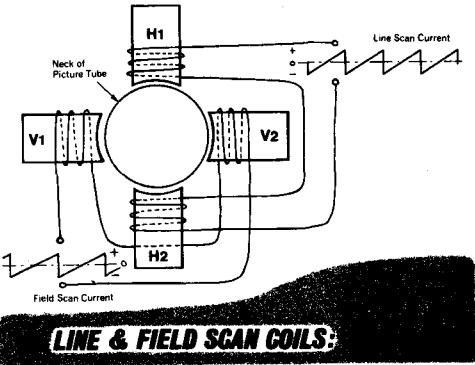 H1
Line Scan Current
+
-
Neck of
Picture Tube
V1
V2
H2
+
-
Field Scan Current
LINE & FIELD SCAN COILS: